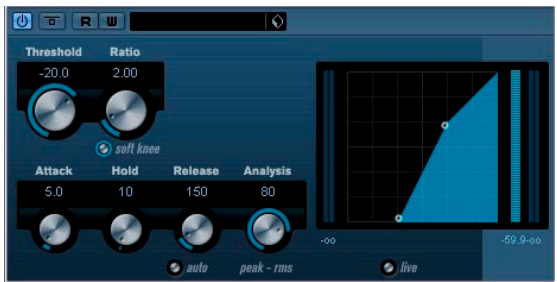 R W
Threshold Ratio
-20.0 2.00
soft knee
Attack Hold Release Analysis
5.0 10 150 80
-oo -59.9-oo
auto peak - rms live